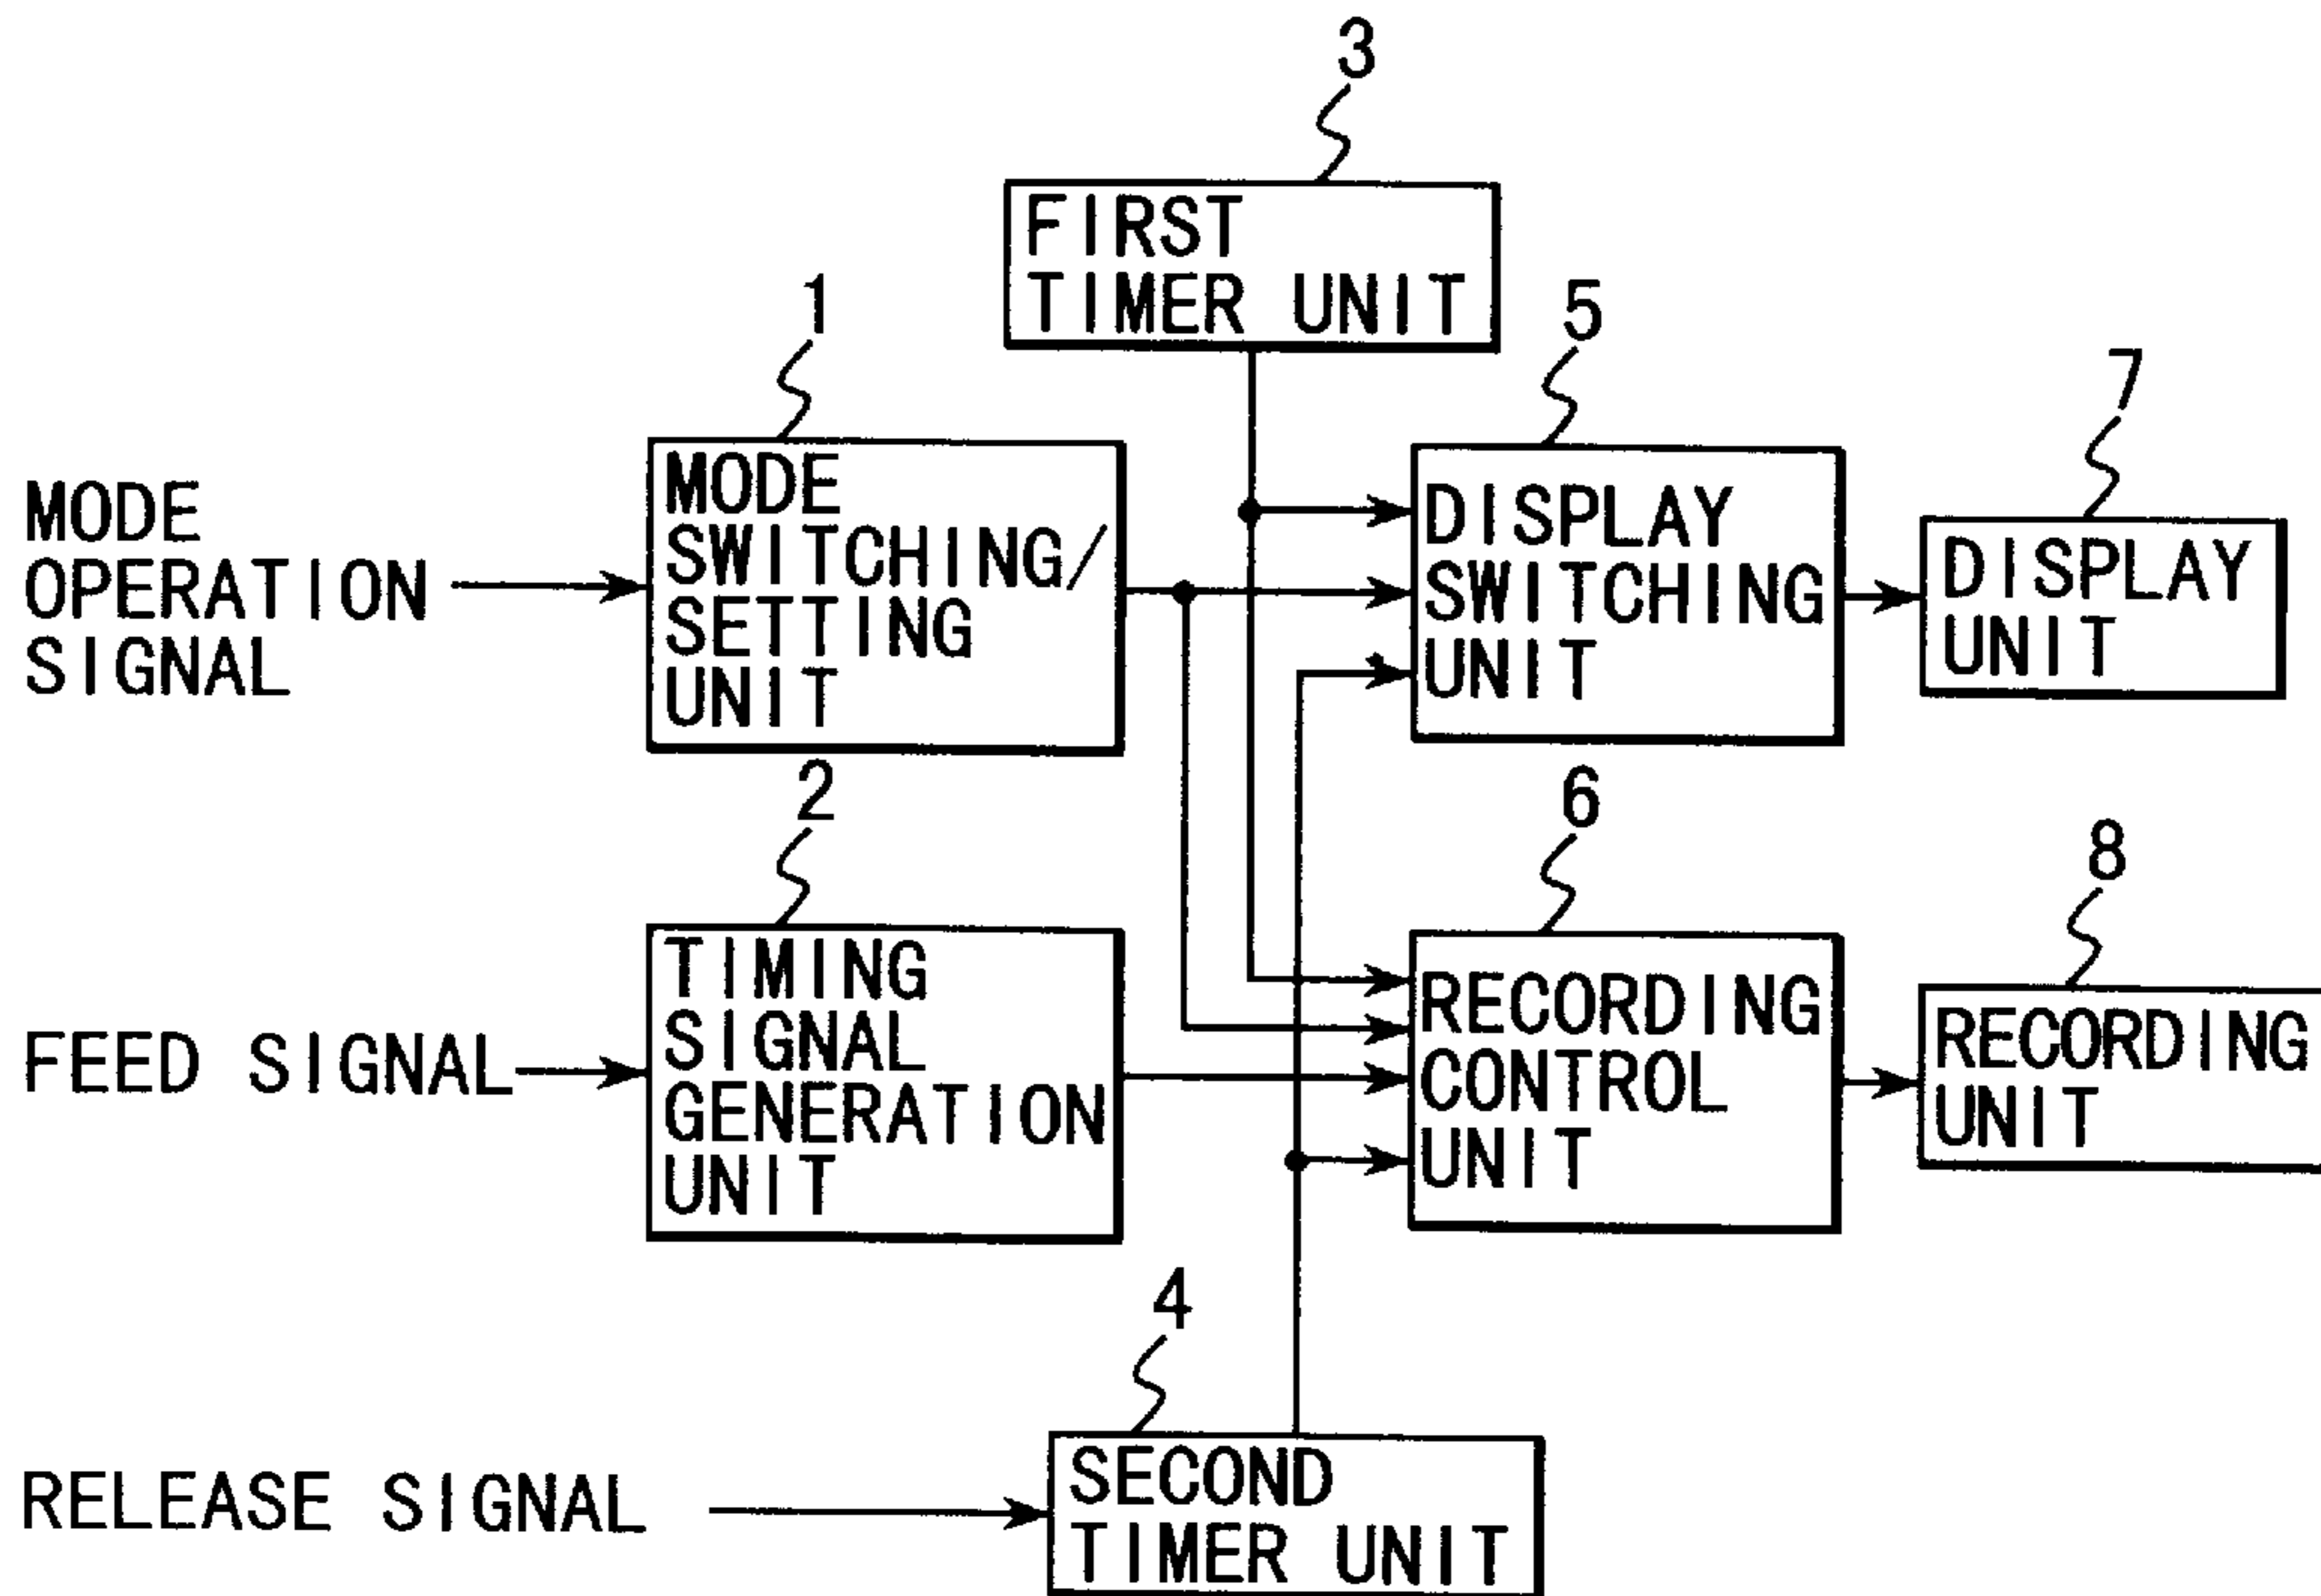 3
FIRST
TIMER UNIT
1
5
7
MODE
OPERATION
SIGNAL
MODE
SWITCHING/
SETTING
UNIT
DISPLAY
SWITCHING
UNIT
DISPLAY
UNIT
2
6
8
FEED SIGNAL
TIMING
SIGNAL
GENERATION
UNIT
RECORDING
CONTROL
UNIT
RECORDING
UNIT
4
RELEASE SIGNAL
SECOND
TIMER UNIT